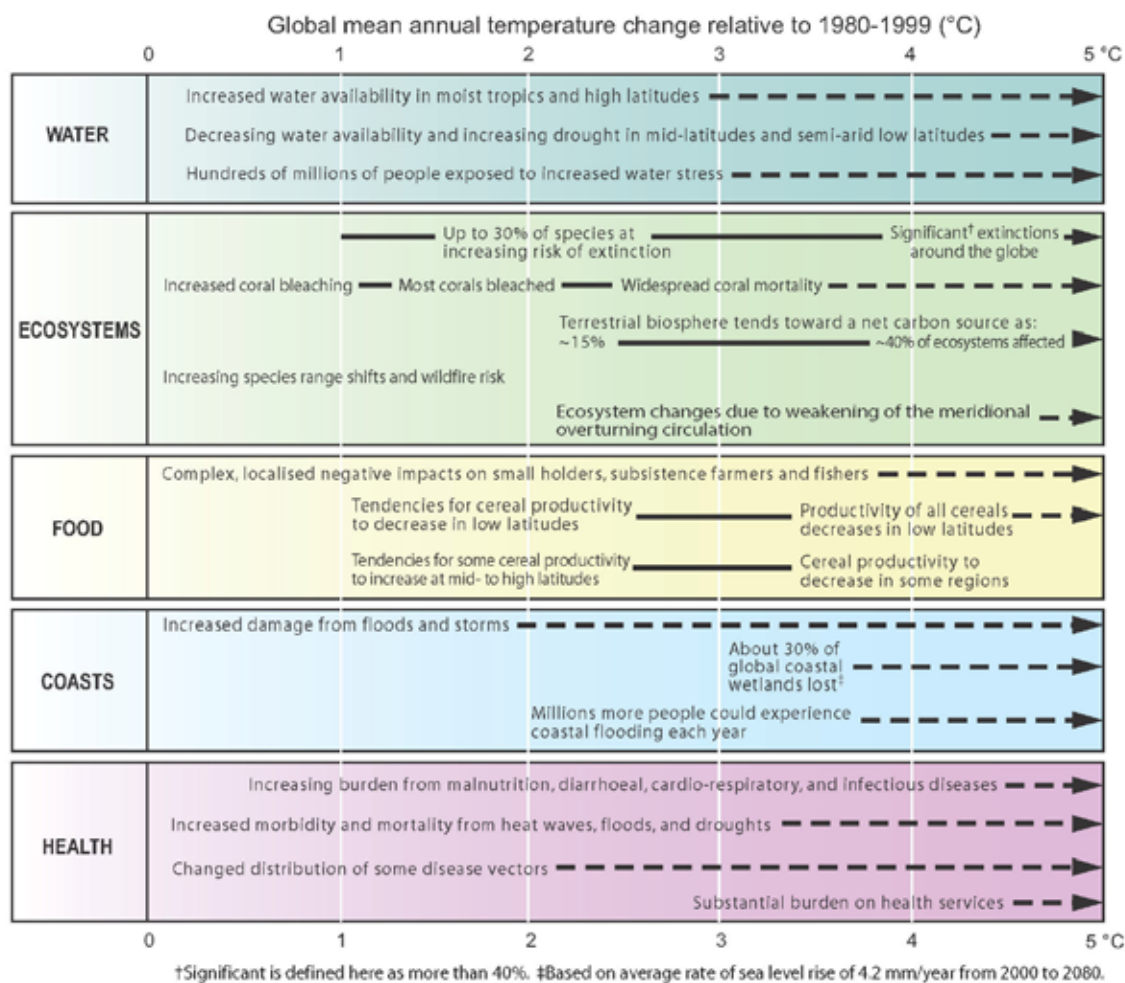 Global mean annual temperature change relative to 1980-1999 (°C)
0 1 2 3 4 5 °C
WATER
Increased water availability in moist tropics and high latitudes
Decreasing water availability and increasing drought in mid-latitudes and semi-arid low latitudes
Hundreds of millions of people exposed to increased water stress
ECOSYSTEMS
Up to 30% of species at
increasing risk of extinction
Significant† extinctions
around the globe
Increased coral bleaching Most corals bleached Widespread coral mortality
Terrestrial biosphere tends toward a net carbon source as:
~15% ~40% of ecosystems affected
Increasing species range shifts and wildfire risk
Ecosystem changes due to weakening of the meridional
overturning circulation
FOOD
Complex, localised negative impacts on small holders, subsistence farmers and fishers
Tendencies for cereal productivity
to decrease in low latitudes
Productivity of all cereals
decreases in low latitudes
Tendencies for some cereal productivity
to increase at mid- to high latitudes
Cereal productivity to
decrease in some regions
COASTS
Increased damage from floods and storms
About 30% of
global coastal
wetlands lost‡
Millions more people could experience
coastal flooding each year
HEALTH
Increasing burden from malnutrition, diarrhoeal, cardio-respiratory, and infectious diseases
Increased morbidity and mortality from heat waves, floods, and droughts
Changed distribution of some disease vectors
Substantial burden on health services
0 1 2 3 4 5 °C
†Significant is defined here as more than 40%. ‡Based on average rate of sea level rise of 4.2 mm/year from 2000 to 2080.